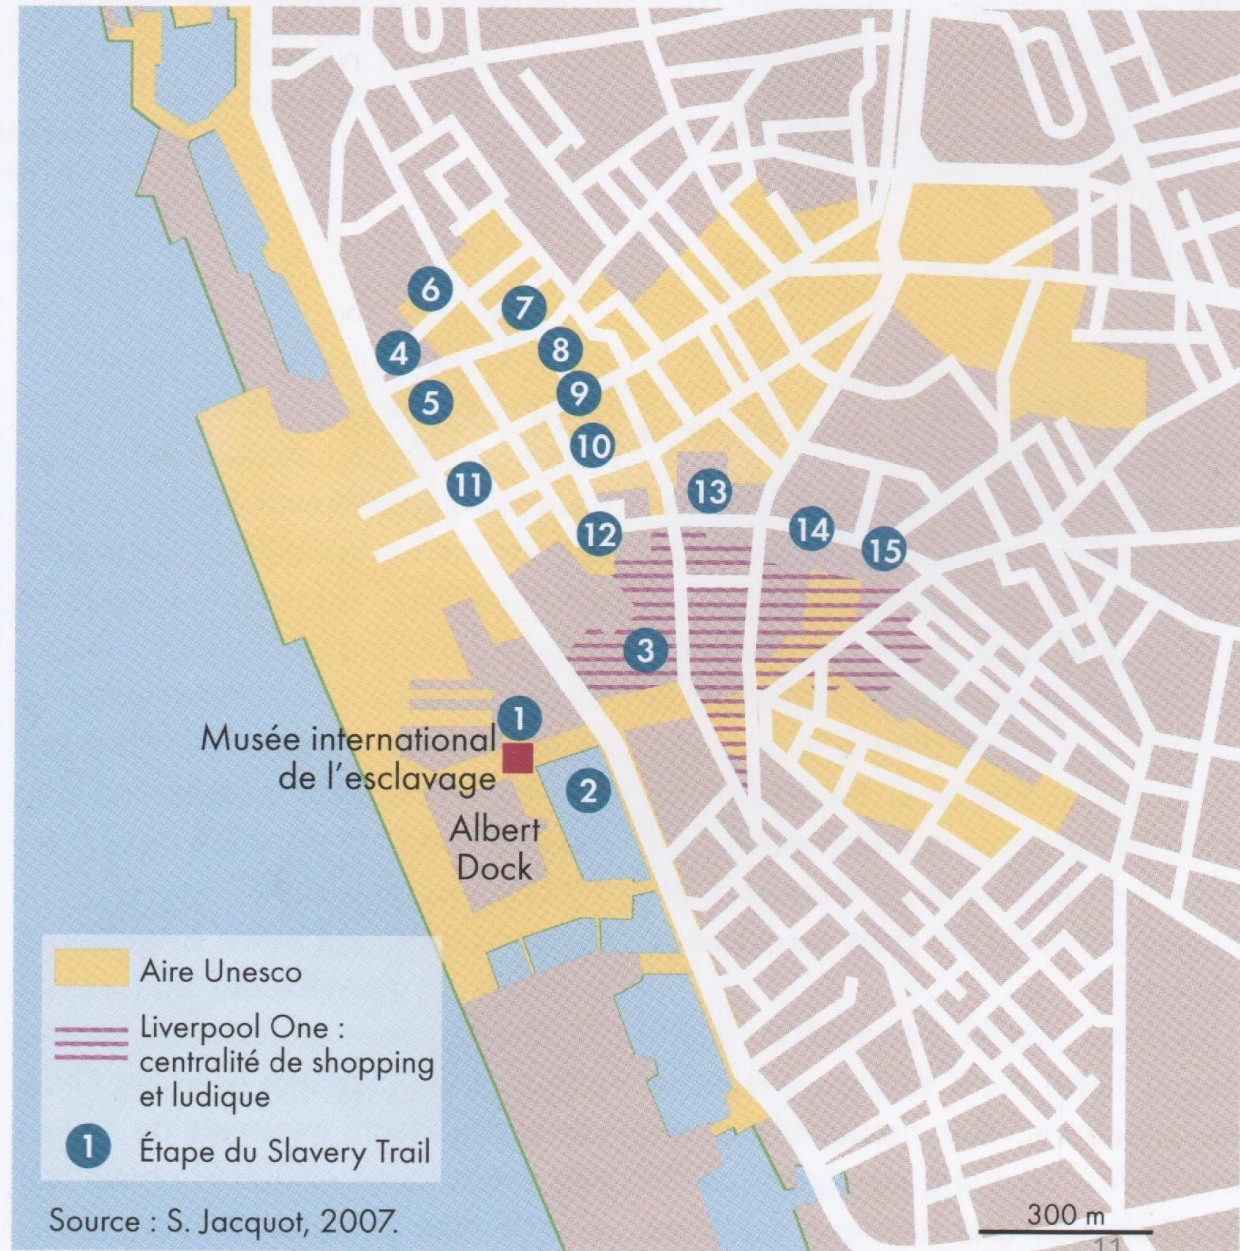 6
7
4
8
5
9
10
11
13
12
14
15
3
1
Musée international
de l'esclavage
2
Albert
Dock
Aire Unesco
Liverpool One :
centralité de shopping
et ludique
1 Étape du Slavery Trail
Source : S. Jacquot, 2007.
300 m
11